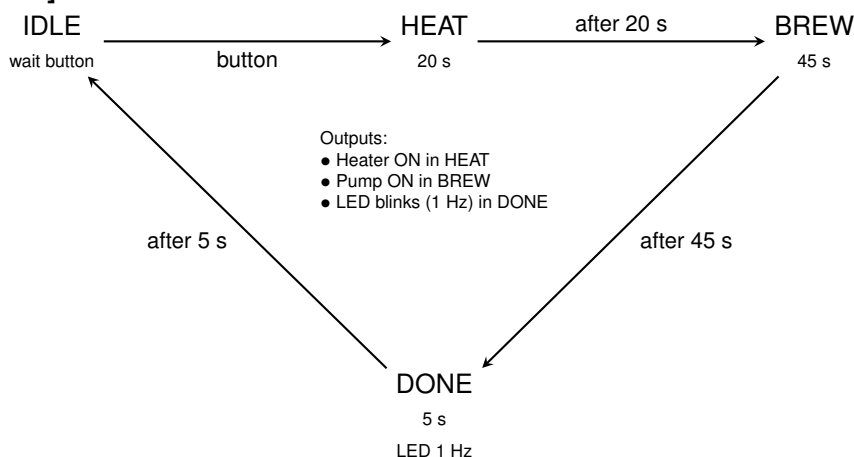 ]
IDLE
wait button
button
HEAT
20 s
after 20 s
BREW
45 s
Outputs:
● Heater ON in HEAT
● Pump ON in BREW
● LED blinks (1 Hz) in DONE
after 5 s
after 45 s
DONE
5 s
LED 1 Hz